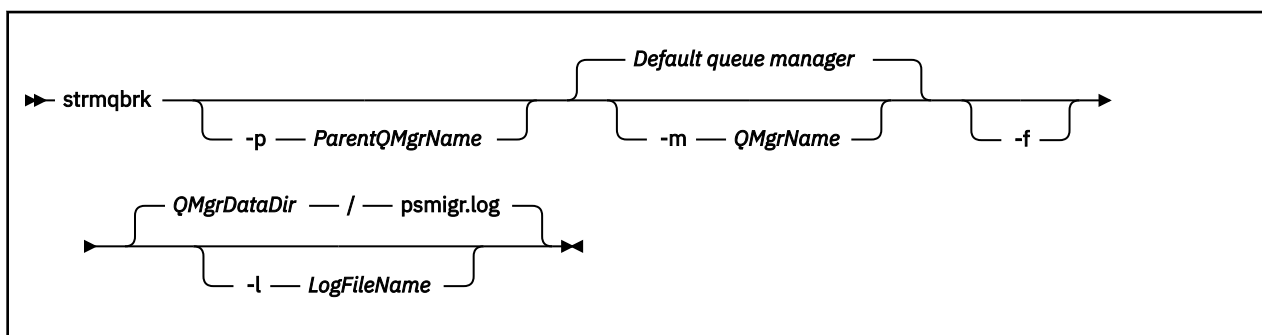 Default queue manager
strmqbrk
-p ParentQMgrName
-m QMgrName
-f
QMgrDataDir / psmigr.log
-l LogFileName